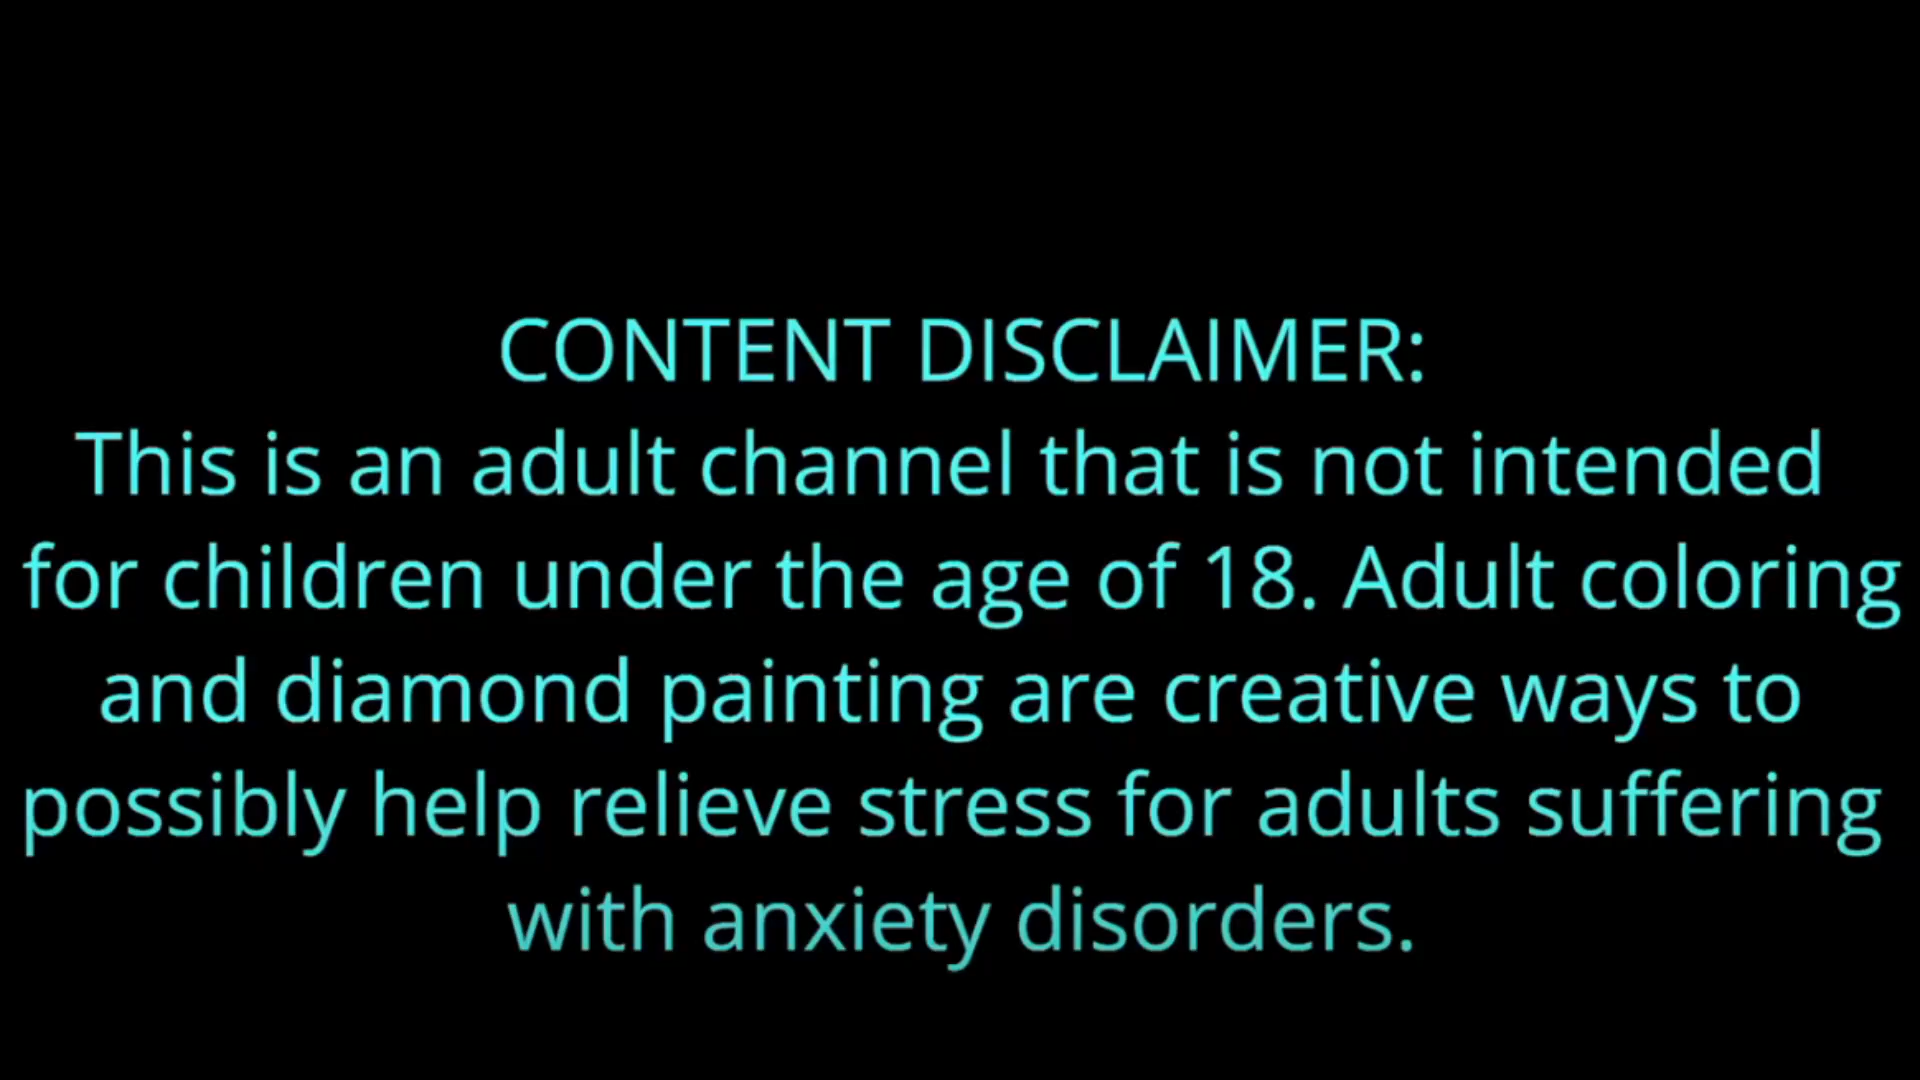 CONTENT DISCLAIMER:
This is an adult channel that is not intended
for children under the age of 18. Adult coloring
and diamond painting are creative ways to
possibly help relieve stress for adults suffering
with anxiety disorders.